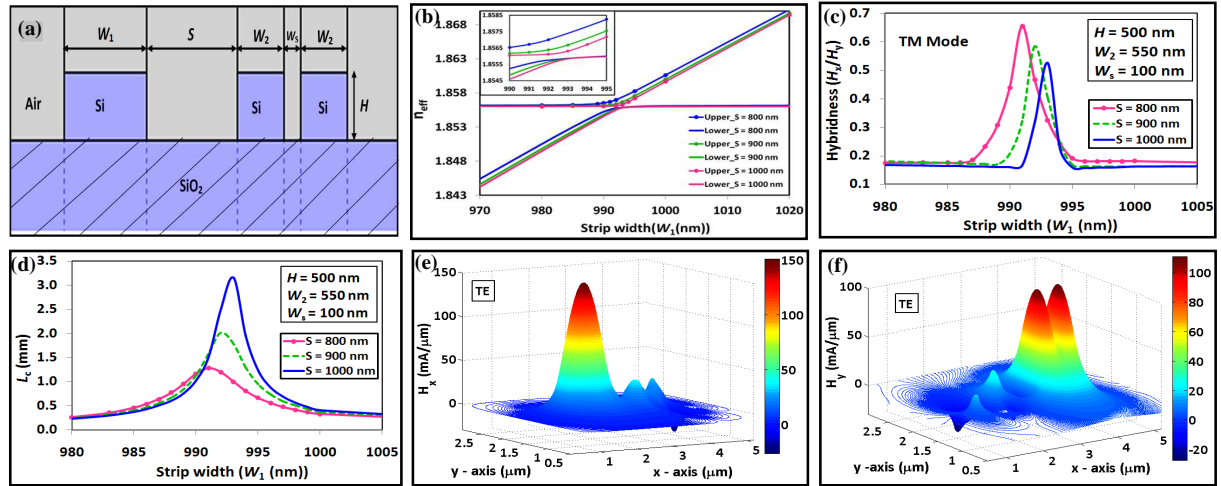 (a)
W1 S W2 Ws W2
Air Si Si Si H
SiO2
(b)
1.868
1.863
1.858
1.853
1.848
1.843
neff
1.8585
1.8575
1.8565
1.8555
1.8545
990 991 992 993 994 995
Upper_S = 800 nm
Lower_S = 800 nm
Upper_S = 900 nm
Lower_S = 900 nm
Upper_S = 1000 nm
Lower_S = 1000 nm
970 980 990 1000 1010 1020
Strip width(W1(nm))
(c)
0.7
0.6
0.5
0.4
0.3
0.2
0.1
Hybridness (Hx/Hy)
TM Mode
H = 500 nm
W2 = 550 nm
Ws = 100 nm
S = 800 nm
S = 900 nm
S = 1000 nm
980 985 990 995 1000 1005
Strip width (W1 (nm))
(d)
3.5
3.0
2.5
2.0
1.5
1.0
0.5
0.0
Lc (mm)
H = 500 nm
W2 = 550 nm
Ws = 100 nm
S = 800 nm
S = 900 nm
S = 1000 nm
980 985 990 995 1000 1005
Strip width (W1 (nm))
(e)
TE
150
100
50
0
Hx (mA/μm)
2.5 2 1.5 1 0.5
y - axis (μm)
1 2 3 4 5
x - axis (μm)
150
100
50
0
(f)
TE
100
50
0
Hy (mA/μm)
2.5 2 1.5 1 0.5
y -axis (μm)
1 2 3 4 5
x - axis (μm)
100
80
60
40
20
0
-20